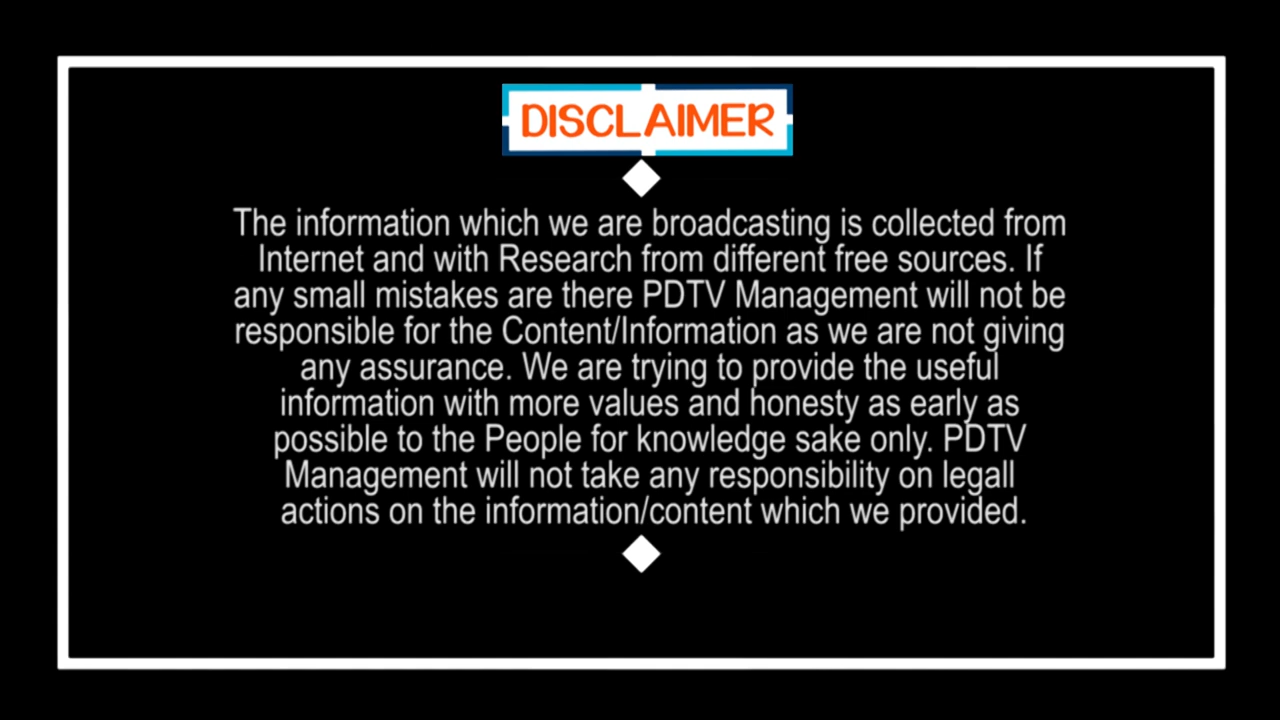 DISCLAIMER
The information which we are broadcasting is collected from
Internet and with Research from different free sources. If
any small mistakes are there PDTV Management will not be
responsible for the Content/Information as we are not giving
any assurance. We are trying to provide the useful
information with more values and honesty as early as
possible to the People for knowledge sake only. PDTV
Management will not take any responsibility on legall
actions on the information/content which we provided.